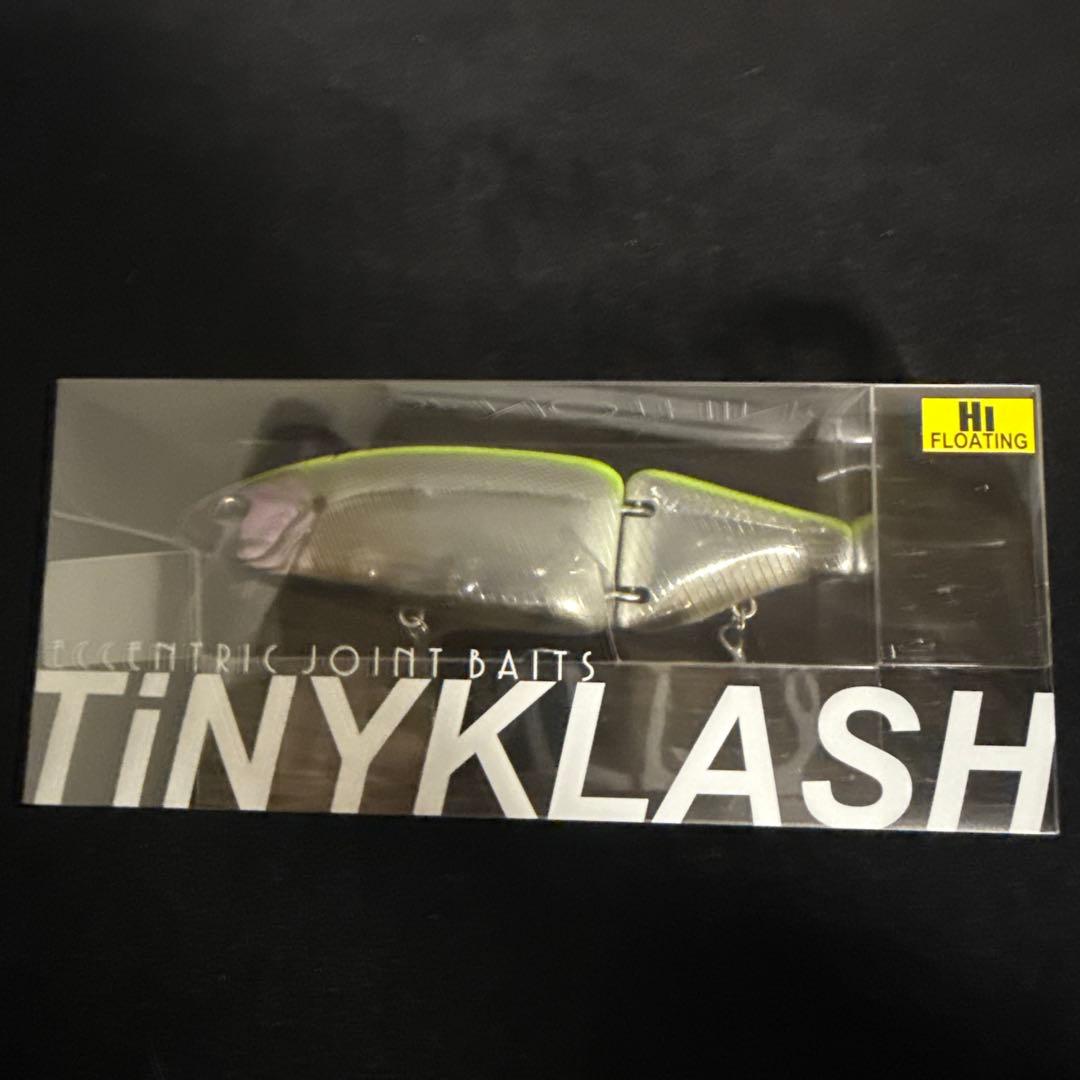 Hi
FLOATING
ECCENTRIC JOINT BAITS
TiNYKLASH